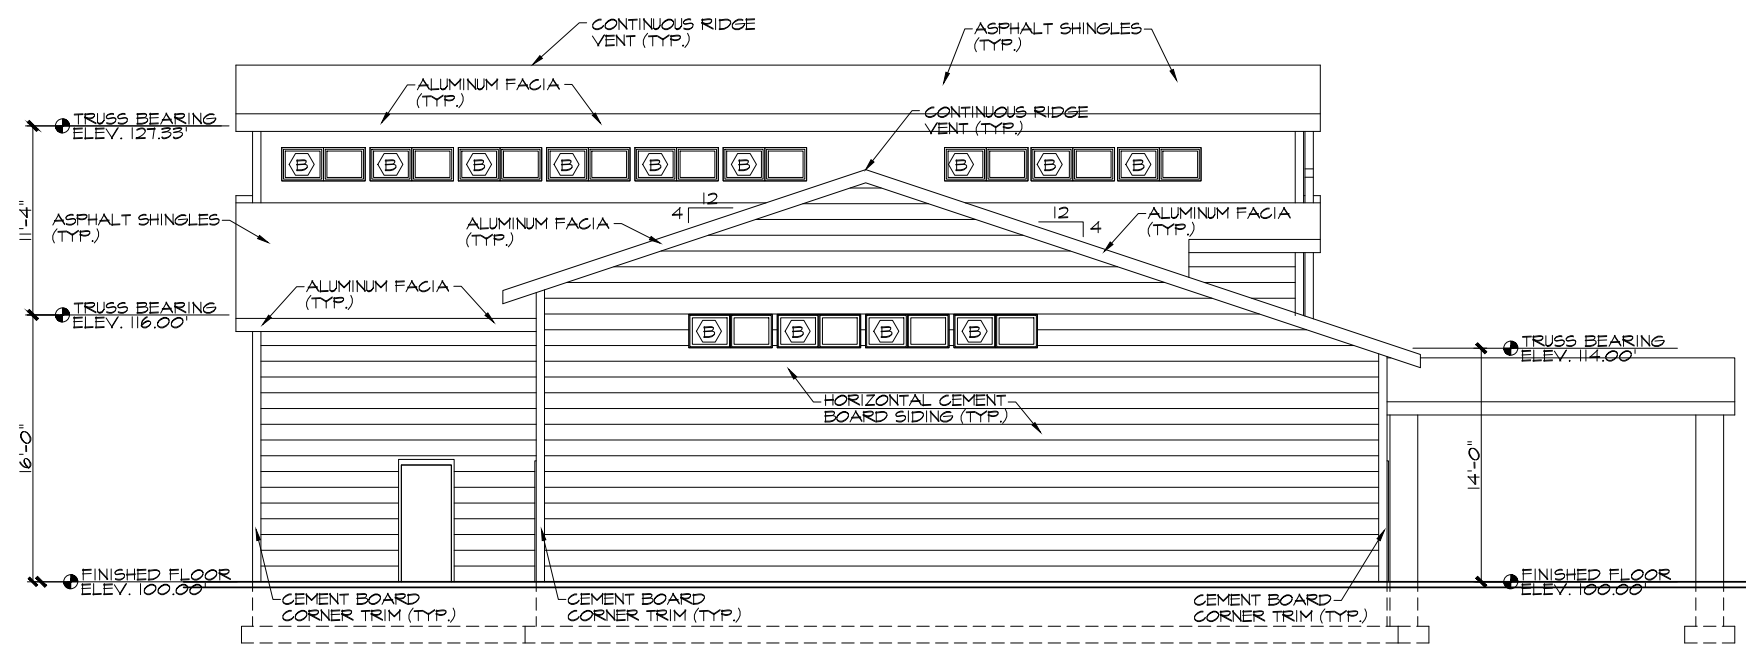 CONTINUOUS RIDGE
VENT (TYP.)
ASPHALT SHINGLES
(TYP.)
ALUMINUM FACIA
(TYP.)
CONTINUOUS RIDGE
VENT (TYP.)
TRUSS BEARING
ELEV. 127.33'
B B B B B B B B B
12
4
12
4
ALUMINUM FACIA
(TYP.)
ALUMINUM FACIA
(TYP.)
ASPHALT SHINGLES
(TYP.)
11'-4"
ALUMINUM FACIA
(TYP.)
TRUSS BEARING
ELEV. 116.00'
B B B B
TRUSS BEARING
ELEV. 114.00'
HORIZONTAL CEMENT
BOARD SIDING (TYP.)
16'-0"
14'-0"
FINISHED FLOOR
ELEV. 100.00'
FINISHED FLOOR
ELEV. 100.00'
CEMENT BOARD
CORNER TRIM (TYP.)
CEMENT BOARD
CORNER TRIM (TYP.)
CEMENT BOARD
CORNER TRIM (TYP.)